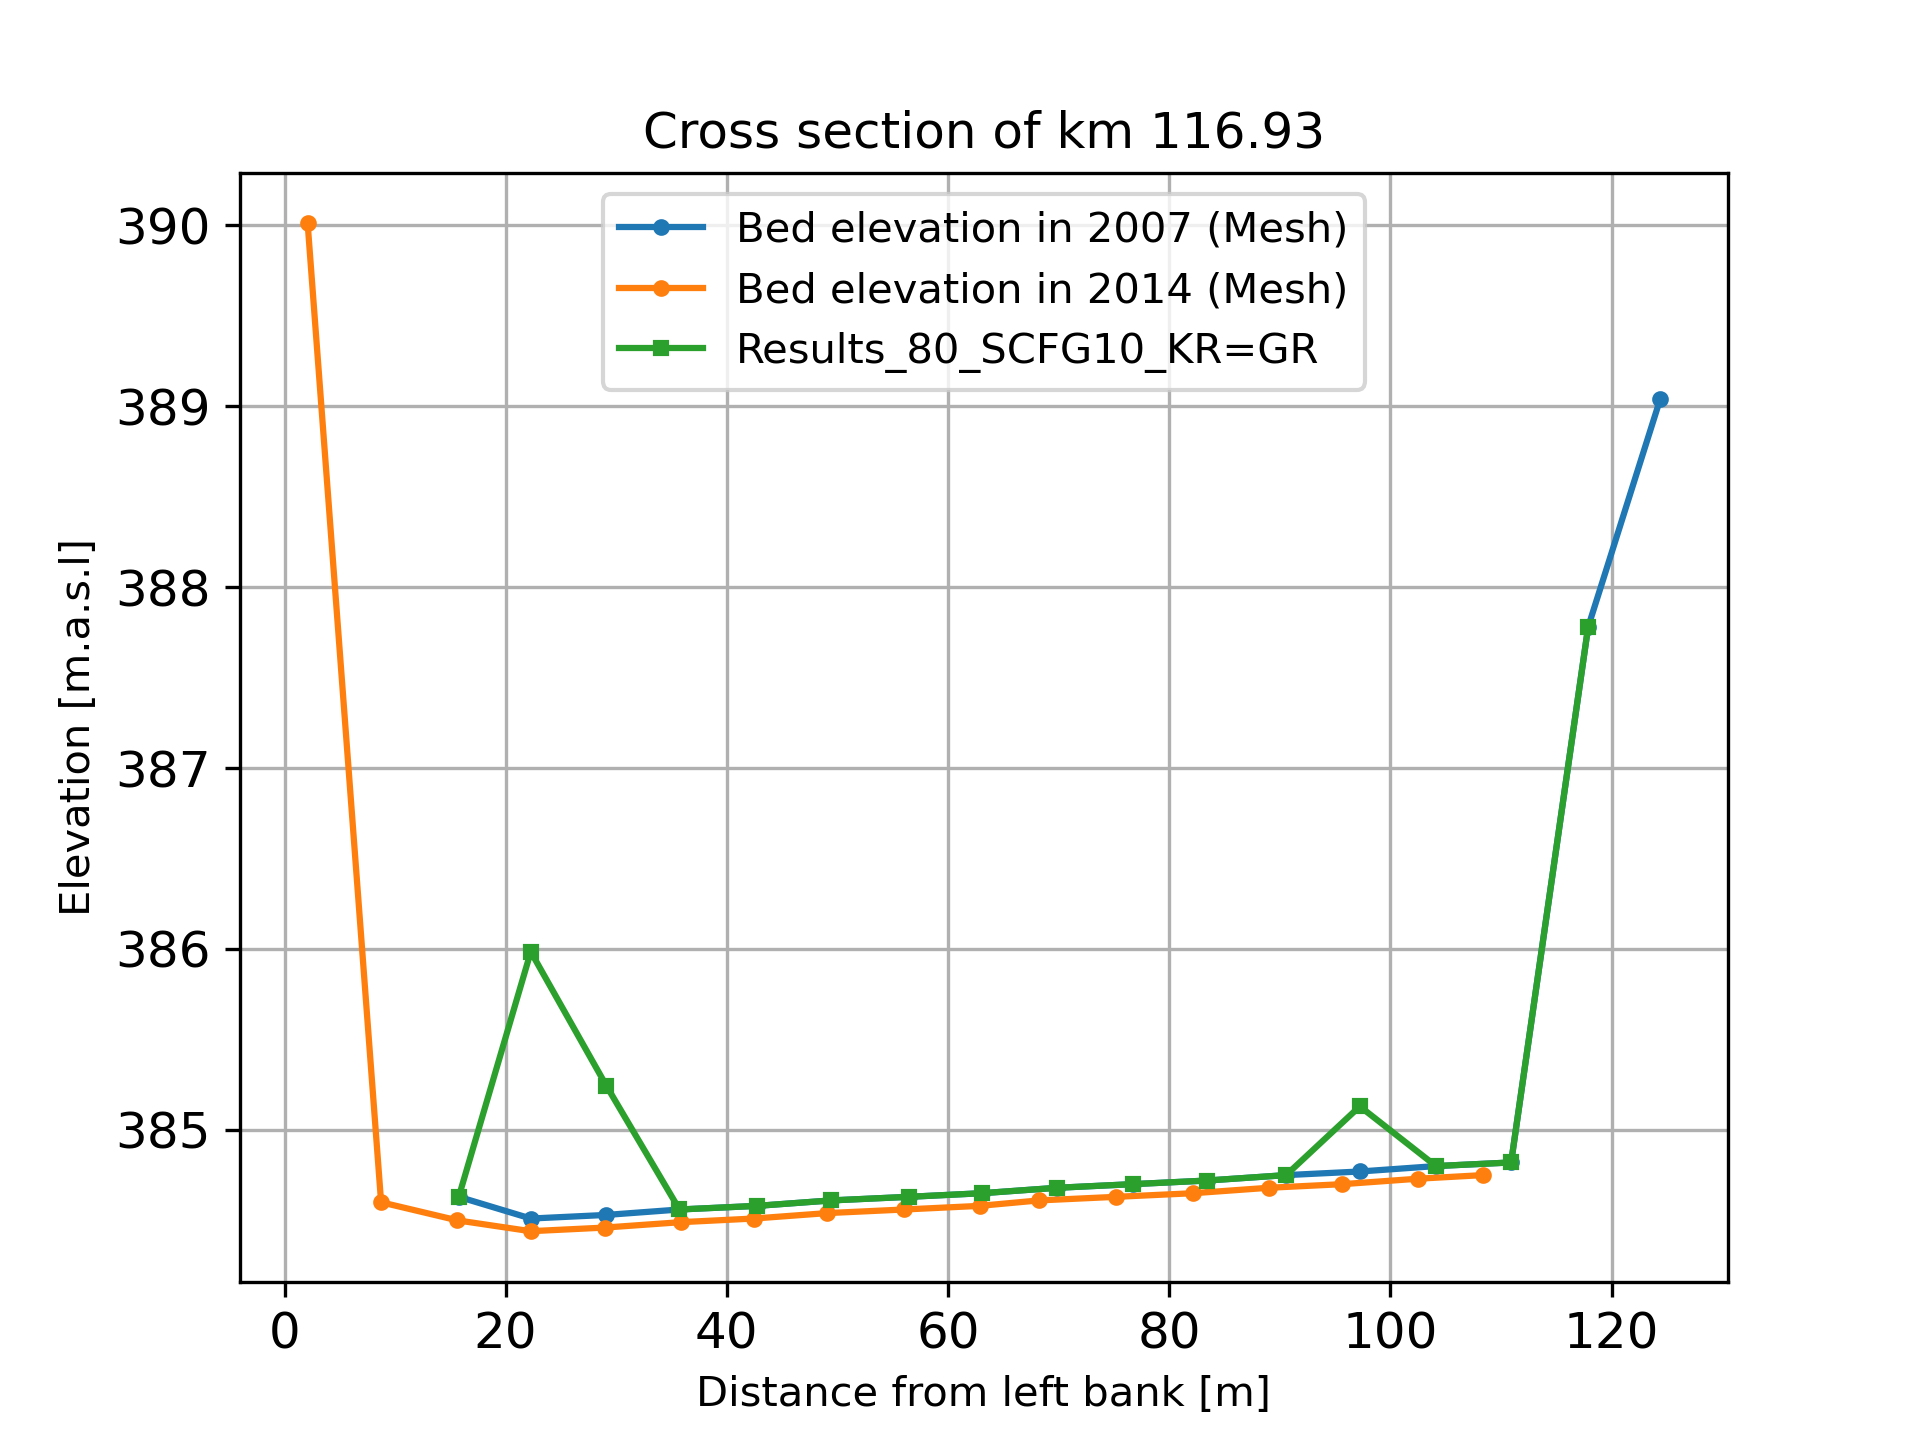 Cross section of km 116.93
Bed elevation in 2007 (Mesh)
Bed elevation in 2014 (Mesh)
Results_80_SCFG10_KR=GR
390
389
388
387
386
385
Elevation [m.a.s.l]
0 20 40 60 80 100 120
Distance from left bank [m]